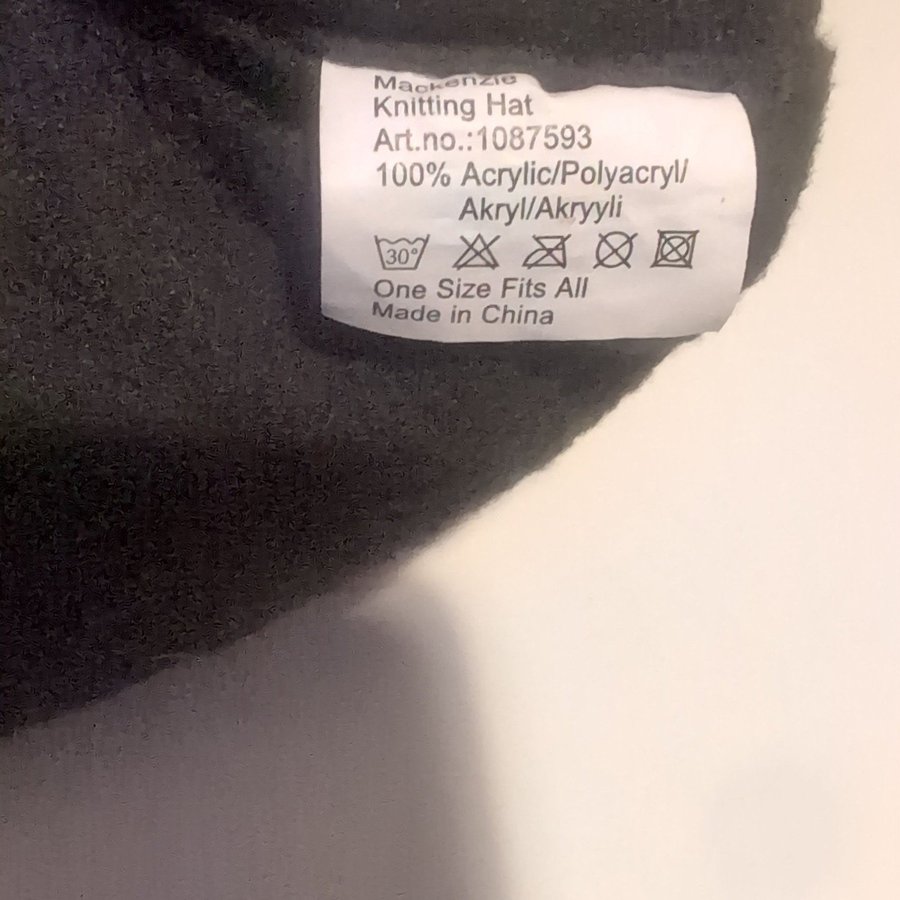 Mackenzie
Knitting Hat
Art.no.:1087593
100% Acrylic/Polyacryl/
Akryl/Akryyli
30°
One Size Fits All
Made in China